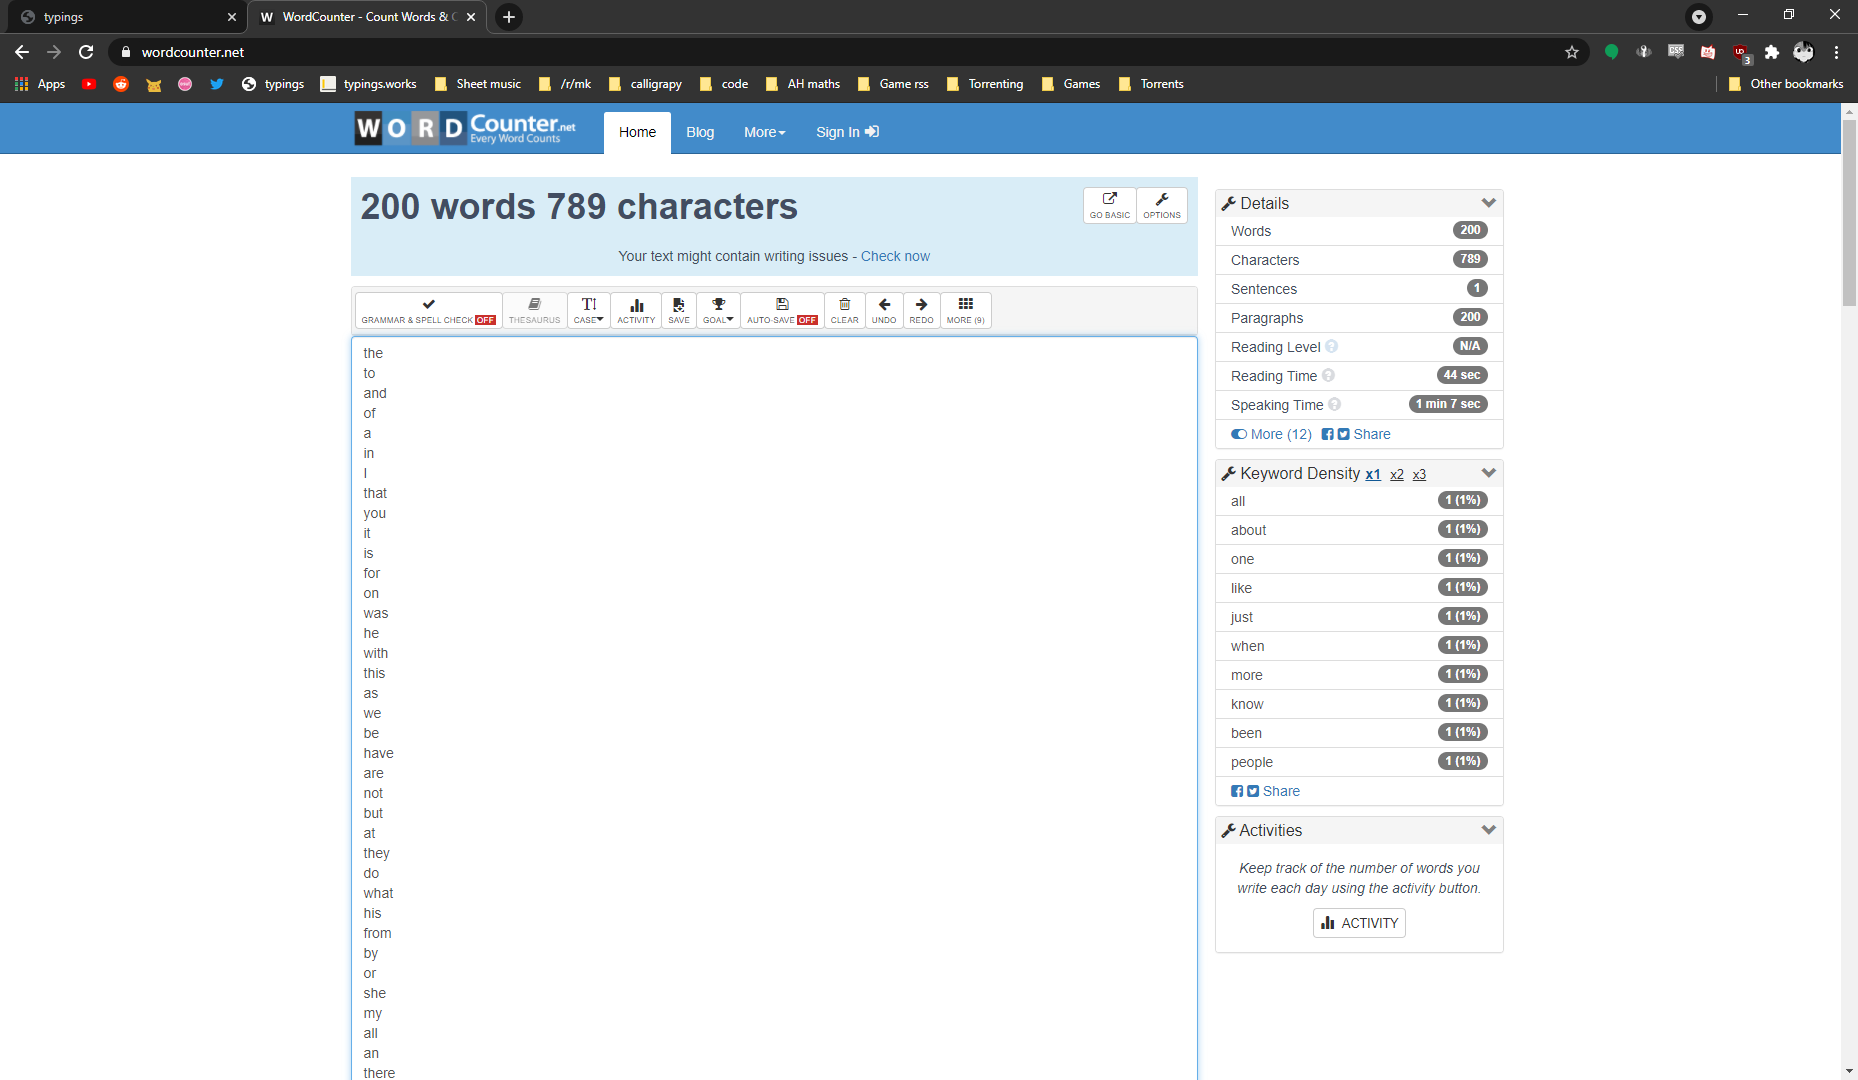 typings
WordCounter - Count Words & C
wordcounter.net
3
Apps
typings
typings.works
Sheet music
/r/mk
calligrapy
code
AH maths
Game rss
Torrenting
Games
Torrents
Other bookmarks
WORD Counter.net
Every Word Counts
Home
Blog
More
Sign In
200 words 789 characters
GO BASIC
OPTIONS
Your text might contain writing issues - Check now
GRAMMAR & SPELL CHECK OFF
THESAURUS
CASE
ACTIVITY
SAVE
GOAL
AUTO-SAVE OFF
CLEAR
UNDO
REDO
MORE (9)
the
to
and
of
a
in
I
that
you
it
is
for
on
was
he
with
this
as
we
be
have
are
not
but
at
they
do
what
his
from
by
or
she
my
all
an
there
Details
Words 200
Characters 789
Sentences 1
Paragraphs 200
Reading Level ? N/A
Reading Time ? 44 sec
Speaking Time ? 1 min 7 sec
More (12) Share
Keyword Density x1 x2 x3
all 1 (1%)
about 1 (1%)
one 1 (1%)
like 1 (1%)
just 1 (1%)
when 1 (1%)
more 1 (1%)
know 1 (1%)
been 1 (1%)
people 1 (1%)
Share
Activities
Keep track of the number of words you
write each day using the activity button.
ACTIVITY